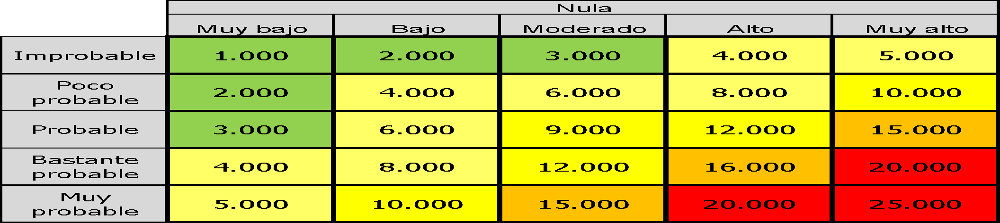 Nula
Muy bajo Bajo Moderado Alto Muy alto
Improbable 1.000 2.000 3.000 4.000 5.000
Poco
probable 2.000 4.000 6.000 8.000 10.000
Probable 3.000 6.000 9.000 12.000 15.000
Bastante
probable 4.000 8.000 12.000 16.000 20.000
Muy
probable 5.000 10.000 15.000 20.000 25.000